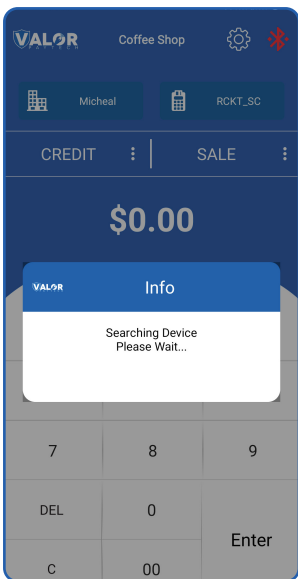 VALOR
PAYTECH
Coffee Shop
Micheal
RCKT_SC
CREDIT
SALE
$0.00
VALOR
Info
Searching Device
Please Wait...
7
8
9
DEL
0
Enter
C
00